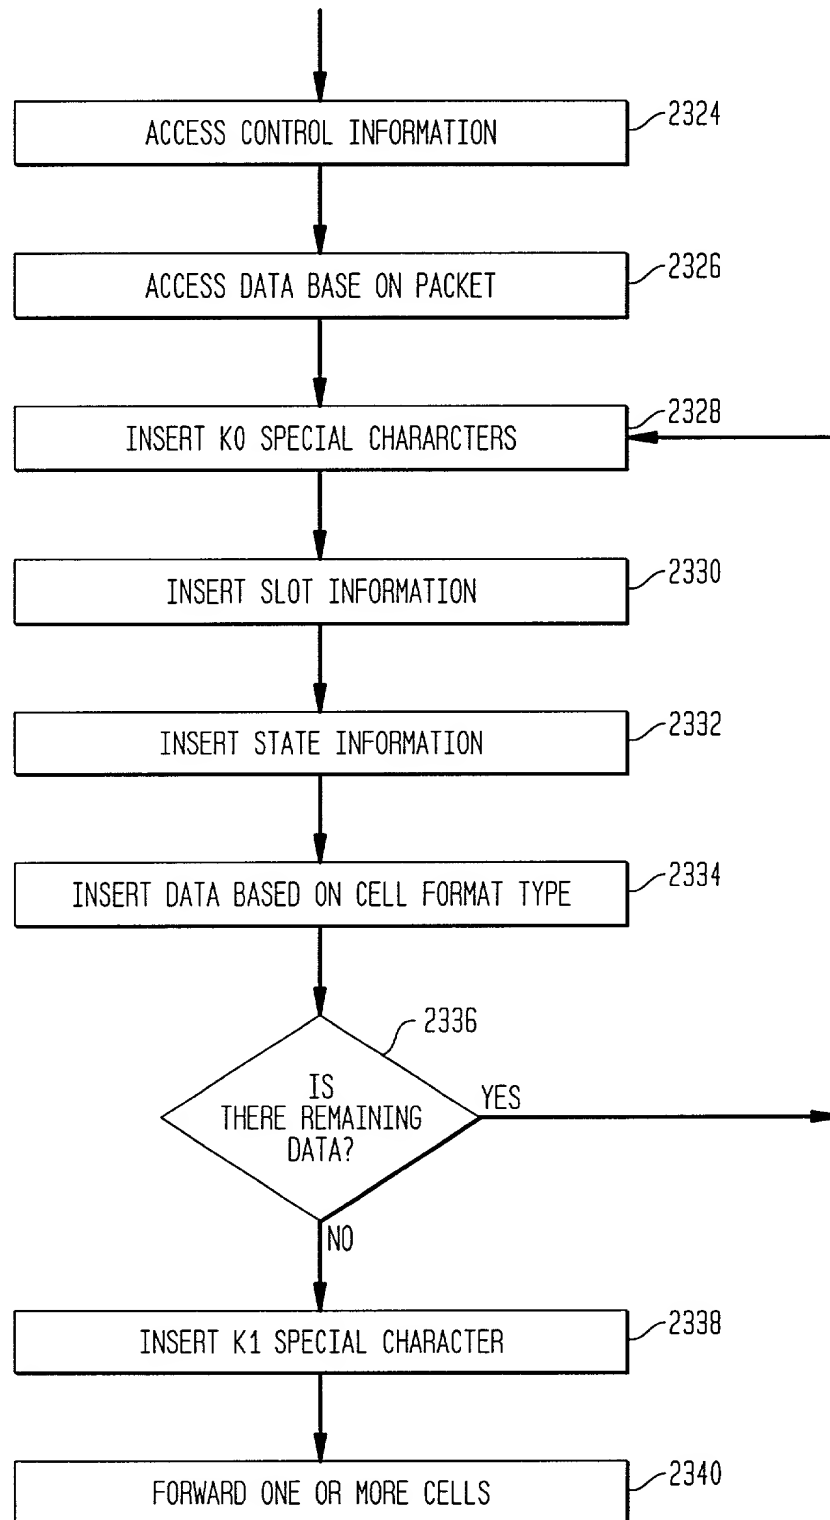 ACCESS CONTROL INFORMATION
2324
ACCESS DATA BASE ON PACKET
2326
INSERT K0 SPECIAL CHARARCTERS
2328
INSERT SLOT INFORMATION
2330
INSERT STATE INFORMATION
2332
INSERT DATA BASED ON CELL FORMAT TYPE
2334
2336
IS
THERE REMAINING
DATA?
YES
NO
INSERT K1 SPECIAL CHARACTER
2338
FORWARD ONE OR MORE CELLS
2340